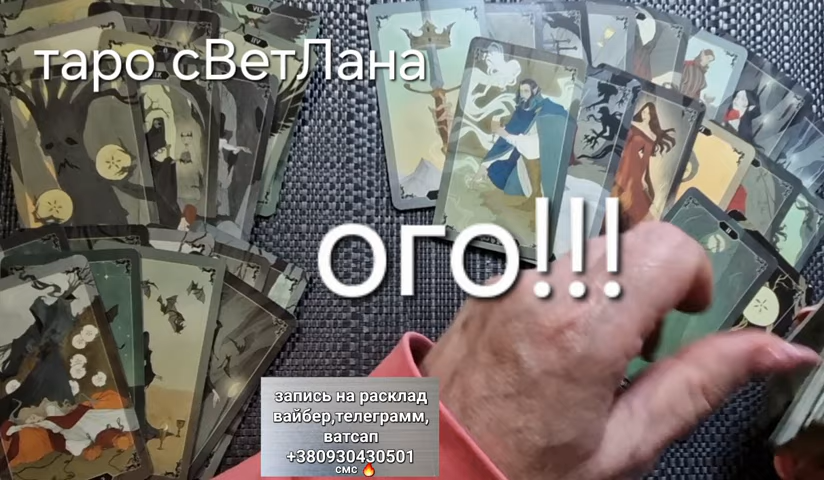 таро сВетЛана
ого!!!
запись на расклад
вайбер,телеграмм,
ватсап
+380930430501
смс 🔥